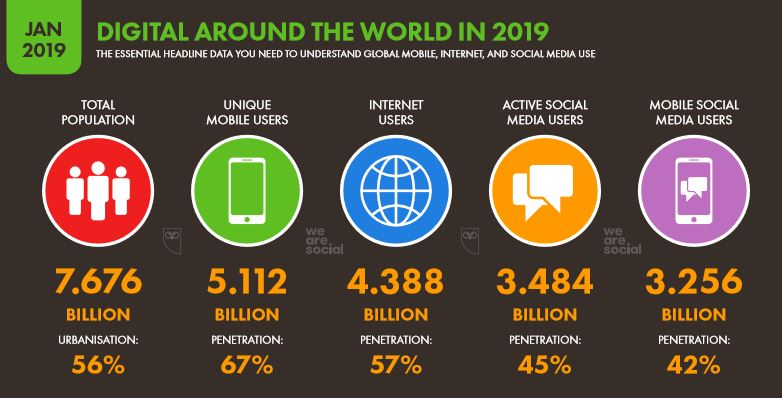 JAN
2019
DIGITAL AROUND THE WORLD IN 2019
THE ESSENTIAL HEADLINE DATA YOU NEED TO UNDERSTAND GLOBAL MOBILE, INTERNET, AND SOCIAL MEDIA USE
TOTAL
POPULATION
UNIQUE
MOBILE USERS
INTERNET
USERS
ACTIVE SOCIAL
MEDIA USERS
MOBILE SOCIAL
MEDIA USERS
we
are
social
we
are
social
7.676
BILLION
URBANISATION:
56%
5.112
BILLION
PENETRATION:
67%
4.388
BILLION
PENETRATION:
57%
3.484
BILLION
PENETRATION:
45%
3.256
BILLION
PENETRATION:
42%